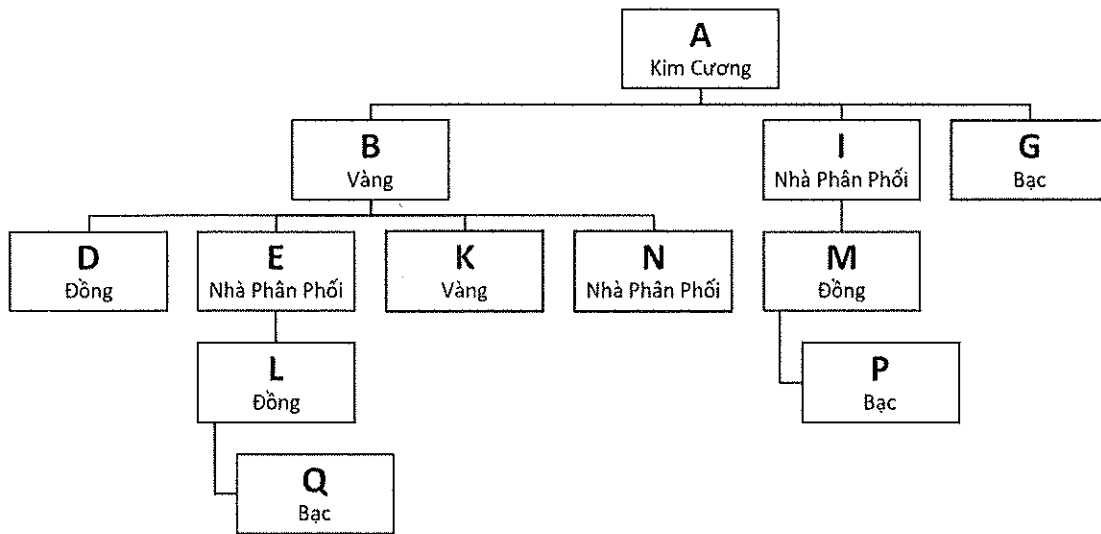 A
Kim Cương
B
Vàng
I
Nhà Phân Phối
G
Bạc
D
Đồng
E
Nhà Phân Phối
K
Vàng
N
Nhà Phân Phối
M
Đồng
L
Đồng
P
Bạc
Q
Bạc